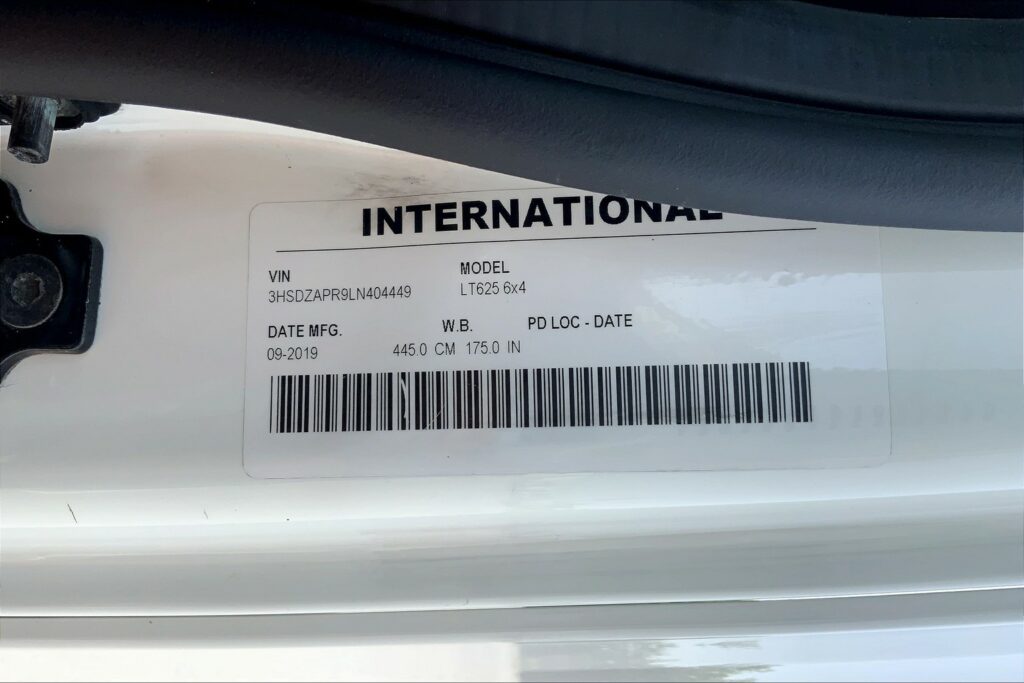 INTERNATIONAL
VIN MODEL
3HSDZAPR9LN404449 LT625 6x4
DATE MFG. W.B. PD LOC - DATE
09-2019 445.0 CM 175.0 IN